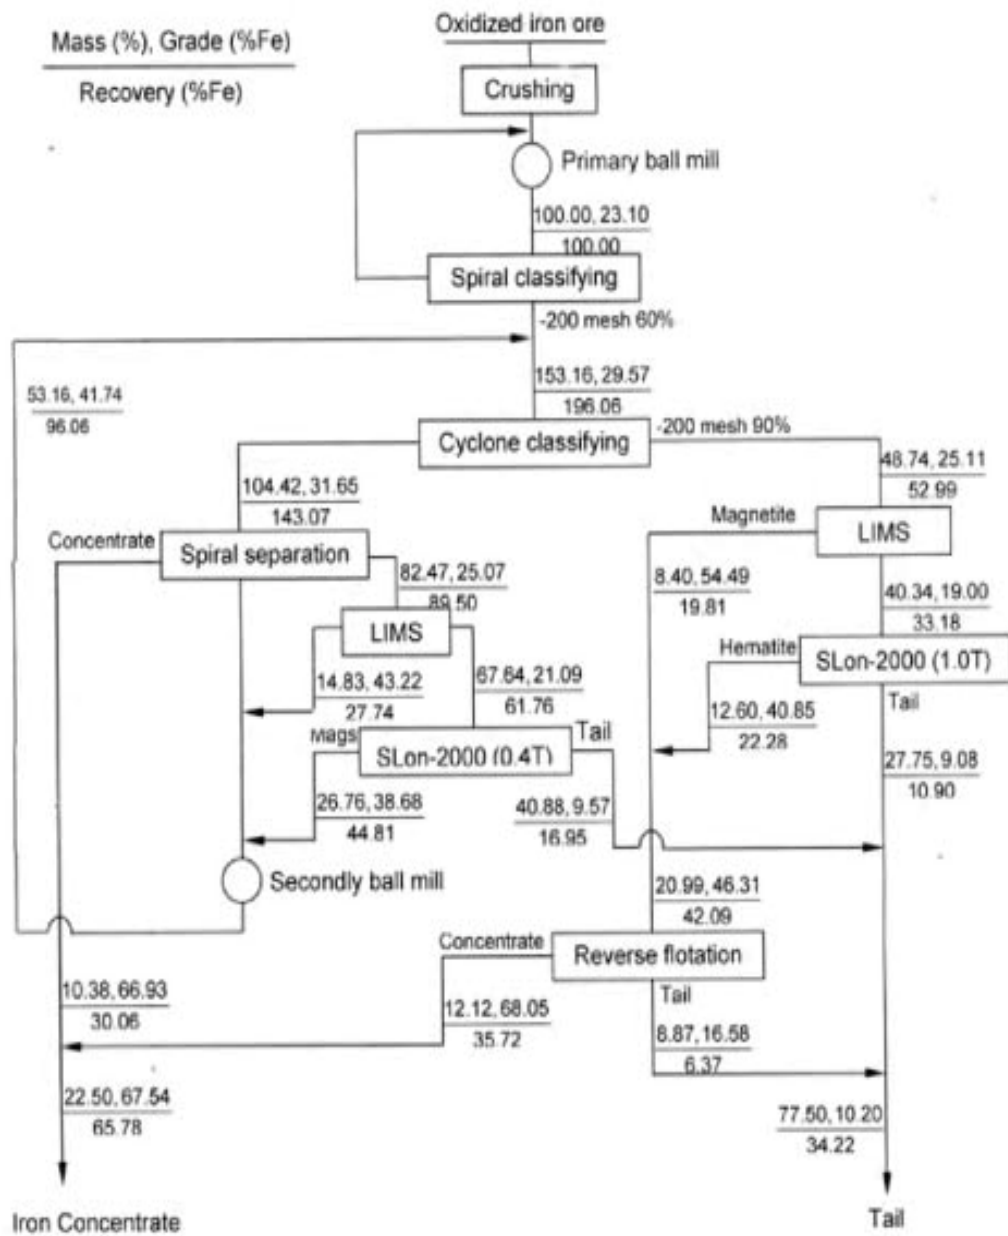 Oxidized iron ore
Mass (%), Grade (%Fe)
Recovery (%Fe)
Crushing
Primary ball mill
100.00, 23.10
100.00
Spiral classifying
-200 mesh 60%
53.16, 41.74
96.06
153.16, 29.57
196.06
Cyclone classifying
-200 mesh 90%
104.42, 31.65
143.07
48.74, 25.11
52.99
Concentrate
Spiral separation
Magnetite
LIMS
82.47, 25.07
89.50
8.40, 54.49
19.81
40.34, 19.00
33.18
LIMS
Hematite
SLon-2000 (1.0T)
14.83, 43.22
27.74
67.64, 21.09
61.76
Tail
12.60, 40.85
22.28
Mags
SLon-2000 (0.4T)
Tail
27.75, 9.08
10.90
26.76, 38.68
44.81
40.88, 9.57
16.95
Secondly ball mill
20.99, 46.31
42.09
Concentrate
Reverse flotation
Tail
10.38, 66.93
30.06
12.12, 68.05
35.72
8.87, 16.58
6.37
22.50, 67.54
65.78
77.50, 10.20
34.22
Iron Concentrate
Tail